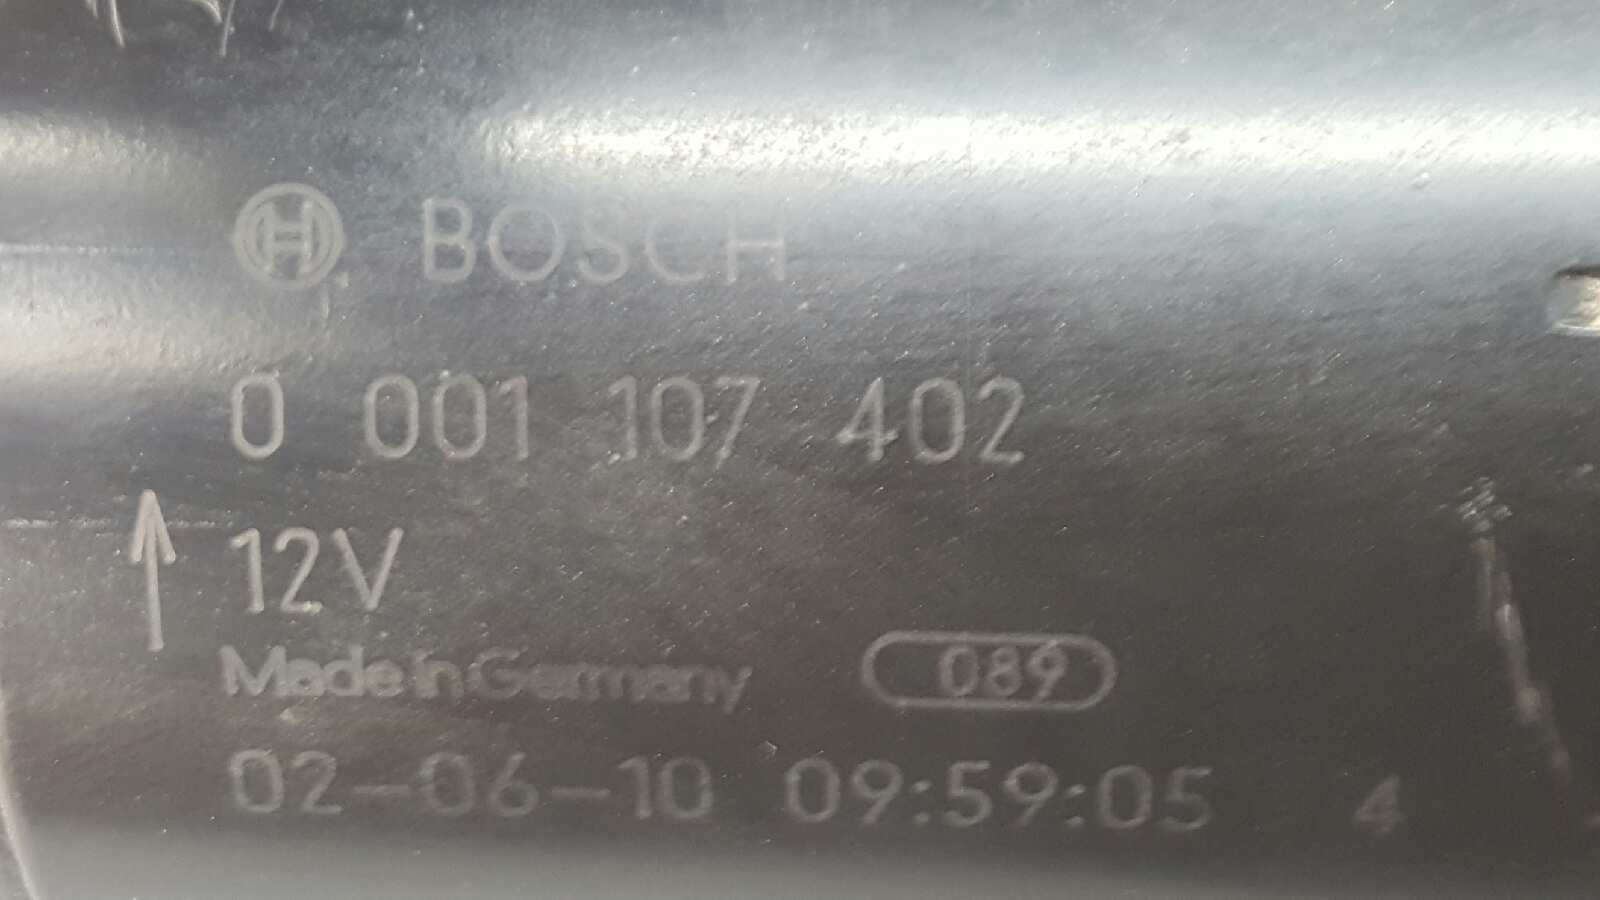 BOSCH
0 001 107 402
12V
Made in Germany 089
02-06-10 09:59:05 4